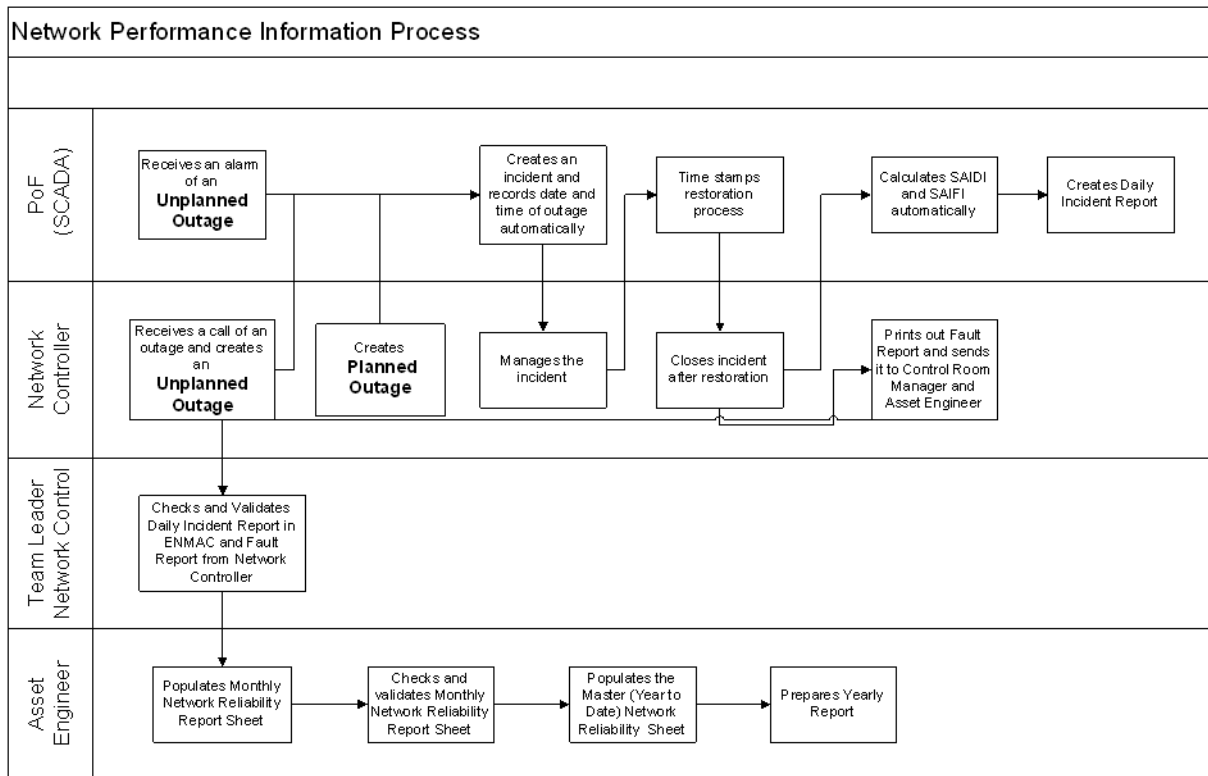 Network Performance Information Process
PoF
(SCADA)
Receives an alarm
of an
Unplanned
Outage
Creates an
incident and
records date and
time of outage
automatically
Time stamps
restoration
process
Calculates SAIDI
and SAIFI
automatically
Creates Daily
Incident Report
Network
Controller
Receives a call of an
outage and creates
an
Unplanned
Outage
Creates
Planned
Outage
Manages the
incident
Closes incident
after restoration
Prints out Fault
Report and sends
it to Control Room
Manager and
Asset Engineer
Team Leader
Network Control
Checks and Validates
Daily Incident Report in
ENMAC and Fault
Report from Network
Controller
Asset
Engineer
Populates Monthly
Network Reliability
Report Sheet
Checks and
validates Monthly
Network Reliability
Report Sheet
Populates the
Master (Year to
Date) Network
Reliability Sheet
Prepares Yearly
Report